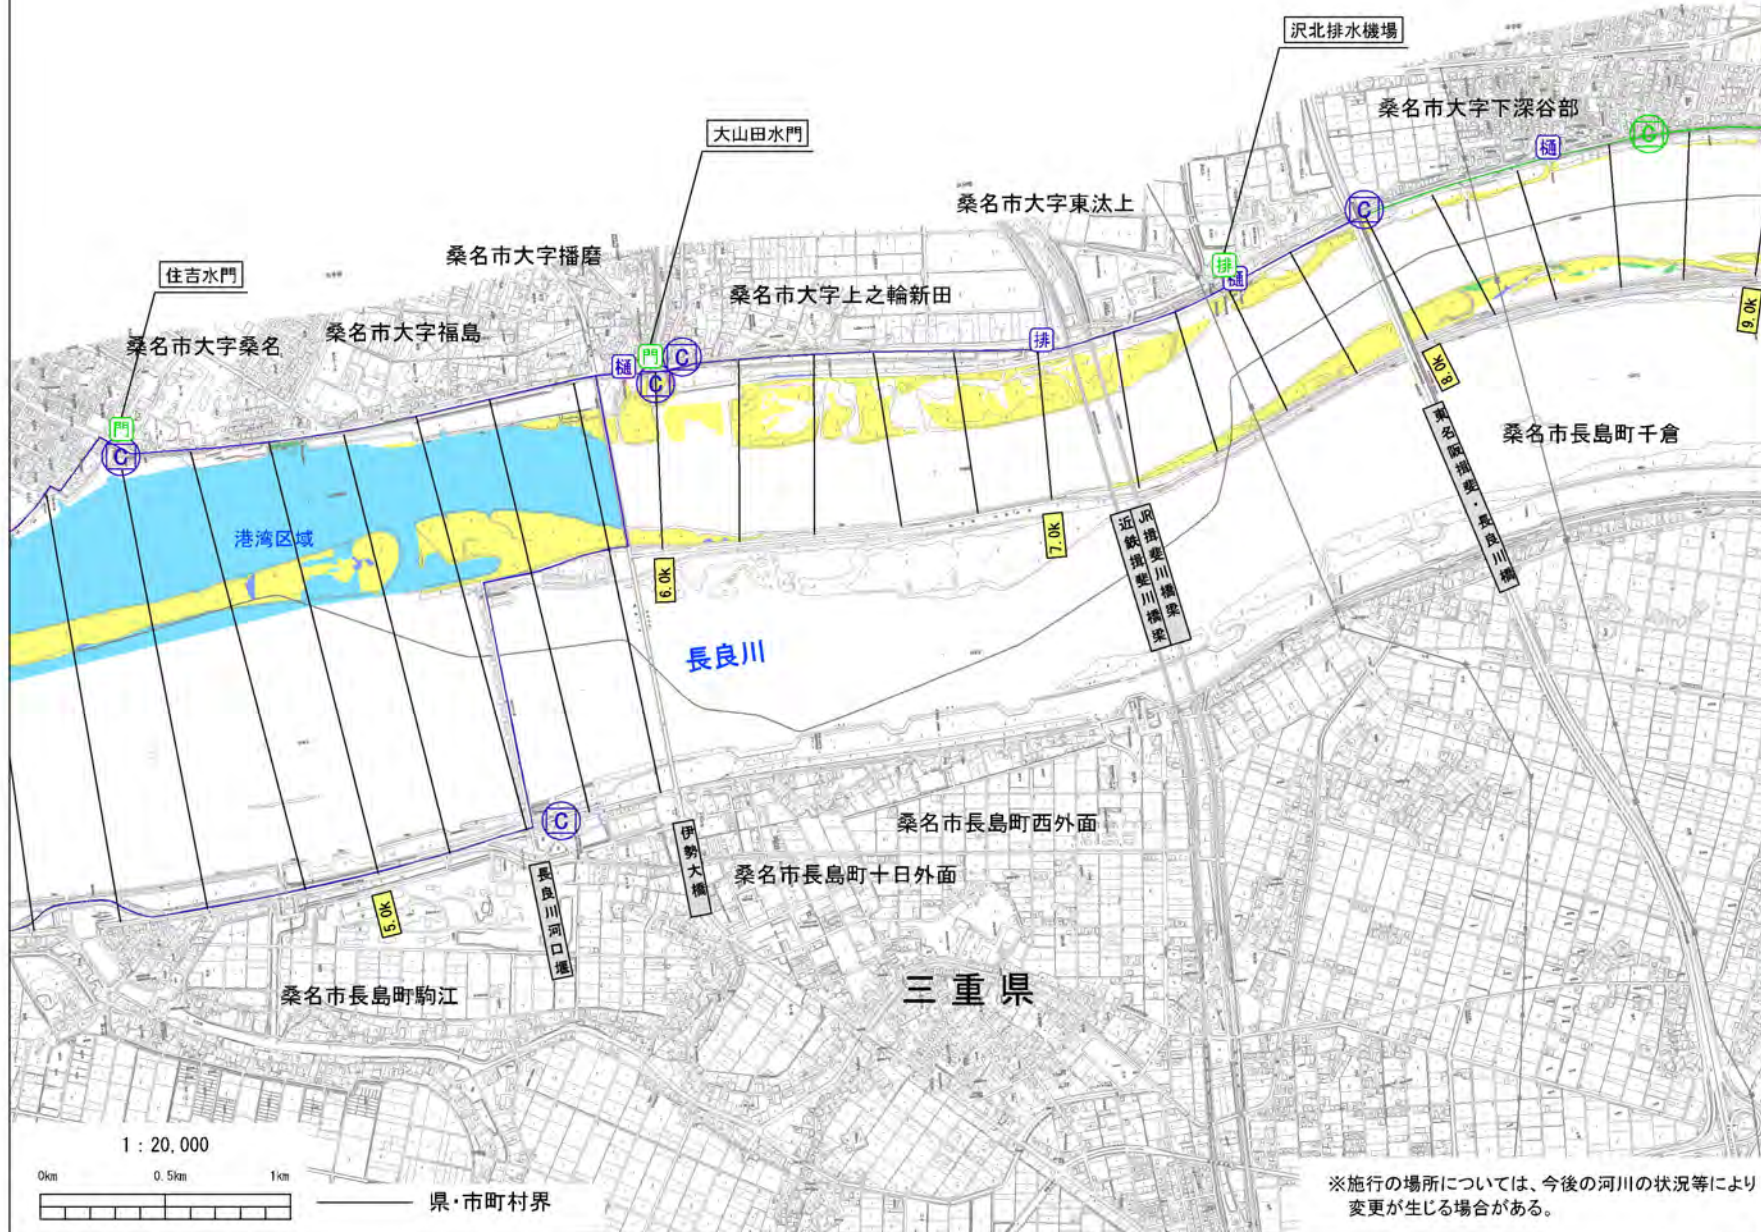 沢北排水機場
桑名市大字下深谷部
C
大山田水門
樋
桑名市大字東汰上
C
桑名市大字播磨
住吉水門
排
樋
桑名市大字上之輪新田
桑名市大字福島
桑名市大字桑名
9.0k
排
門
C
樋
C
8.0k
門
C
東名阪揖斐・長良川橋
桑名市長島町千倉
港湾区域
7.0k
JR揖斐川橋梁
近鉄揖斐川橋梁
6.0k
長良川
C
桑名市長島町西外面
伊勢大橋
桑名市長島町十日外面
長良川河口堰
5.0k
三重県
桑名市長島町駒江
1:20,000
0km 0.5km 1km
県・市町村界
※施行の場所については、今後の河川の状況等により
変更が生じる場合がある。